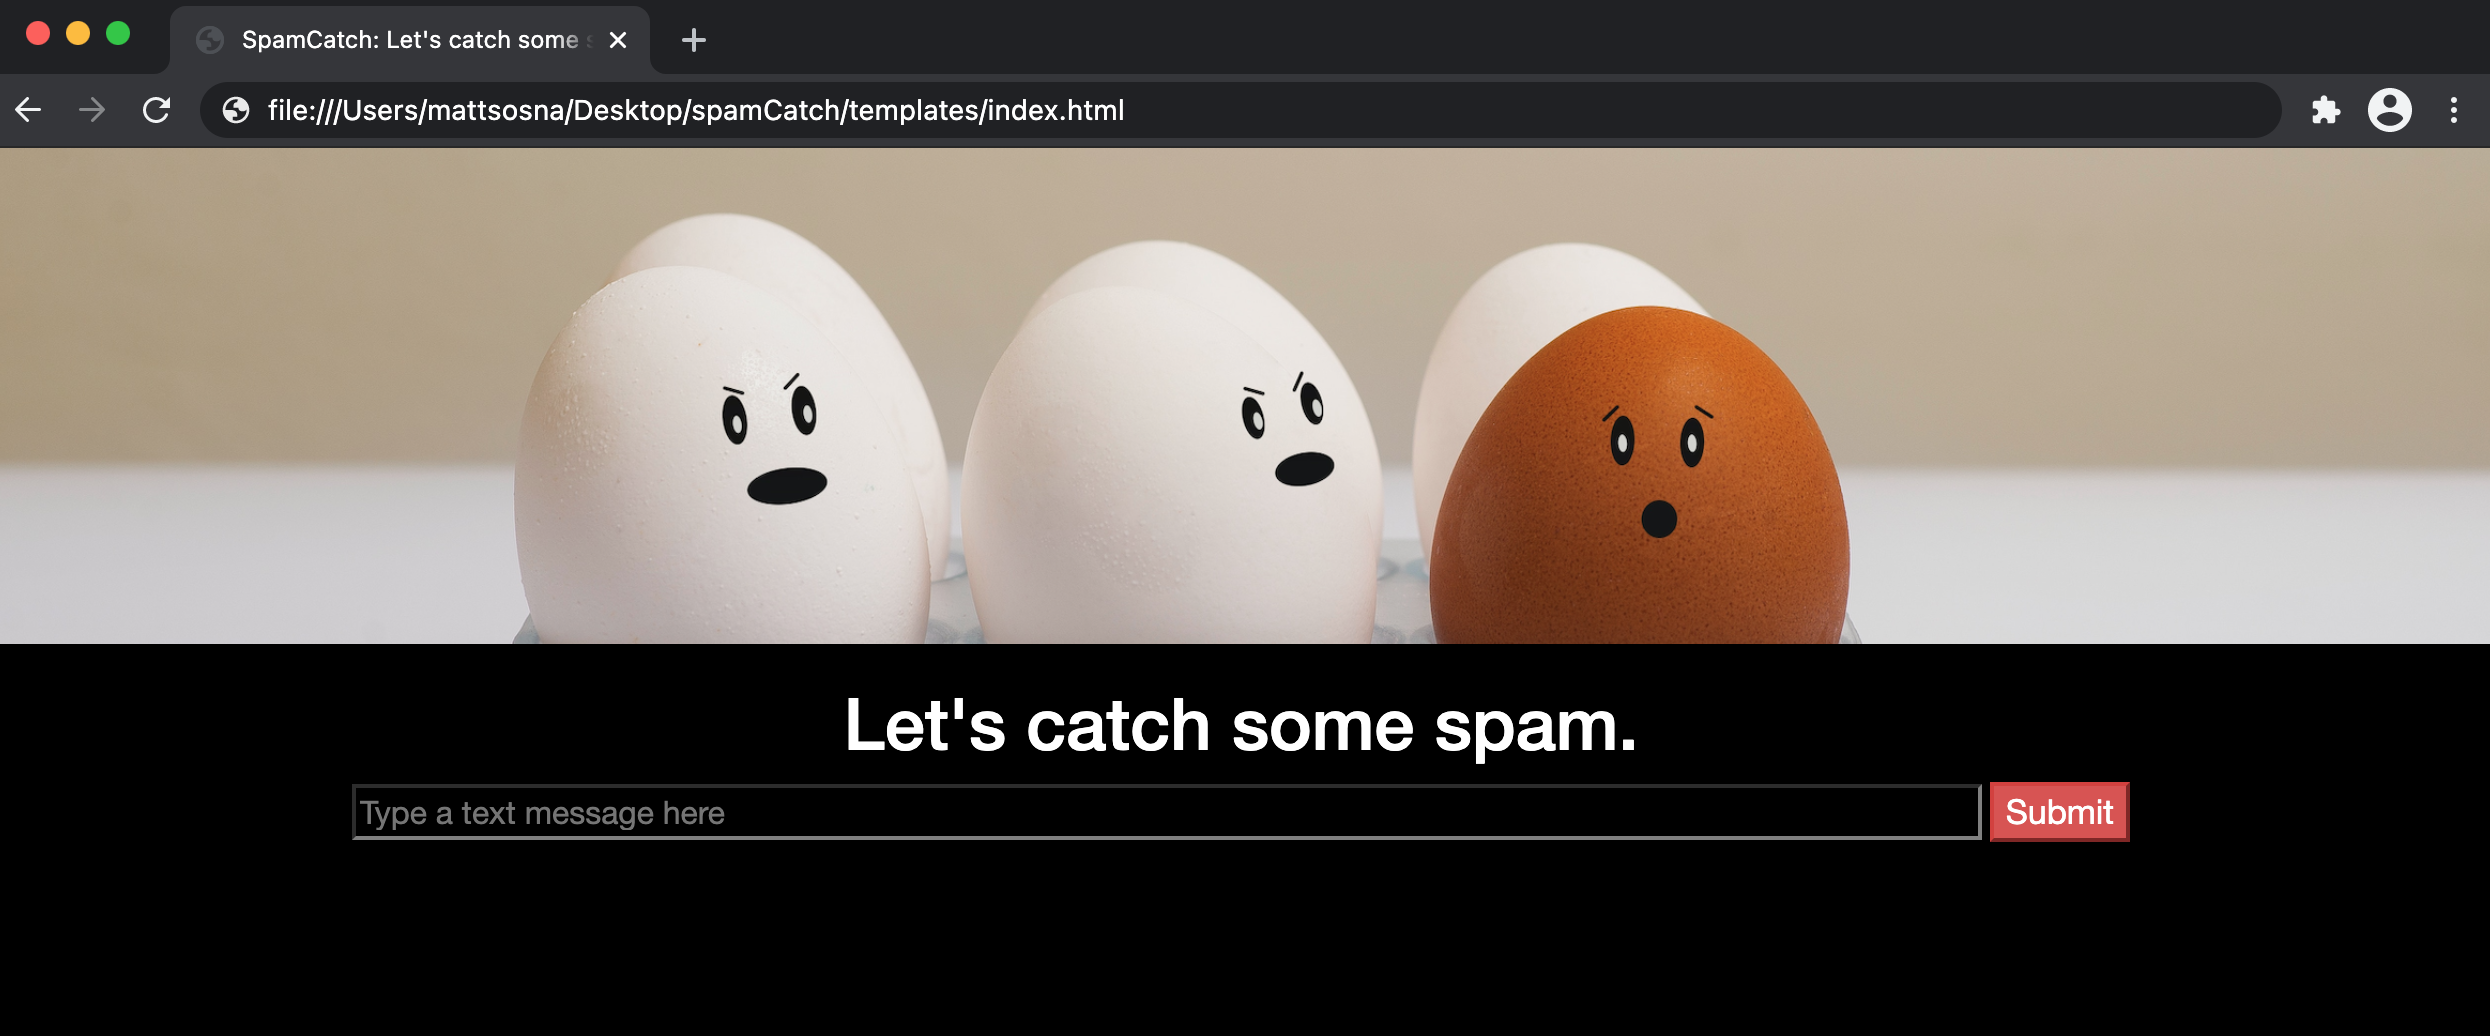 SpamCatch: Let's catch some
file:///Users/mattsosna/Desktop/spamCatch/templates/index.html
Let's catch some spam.
Type a text message here
Submit